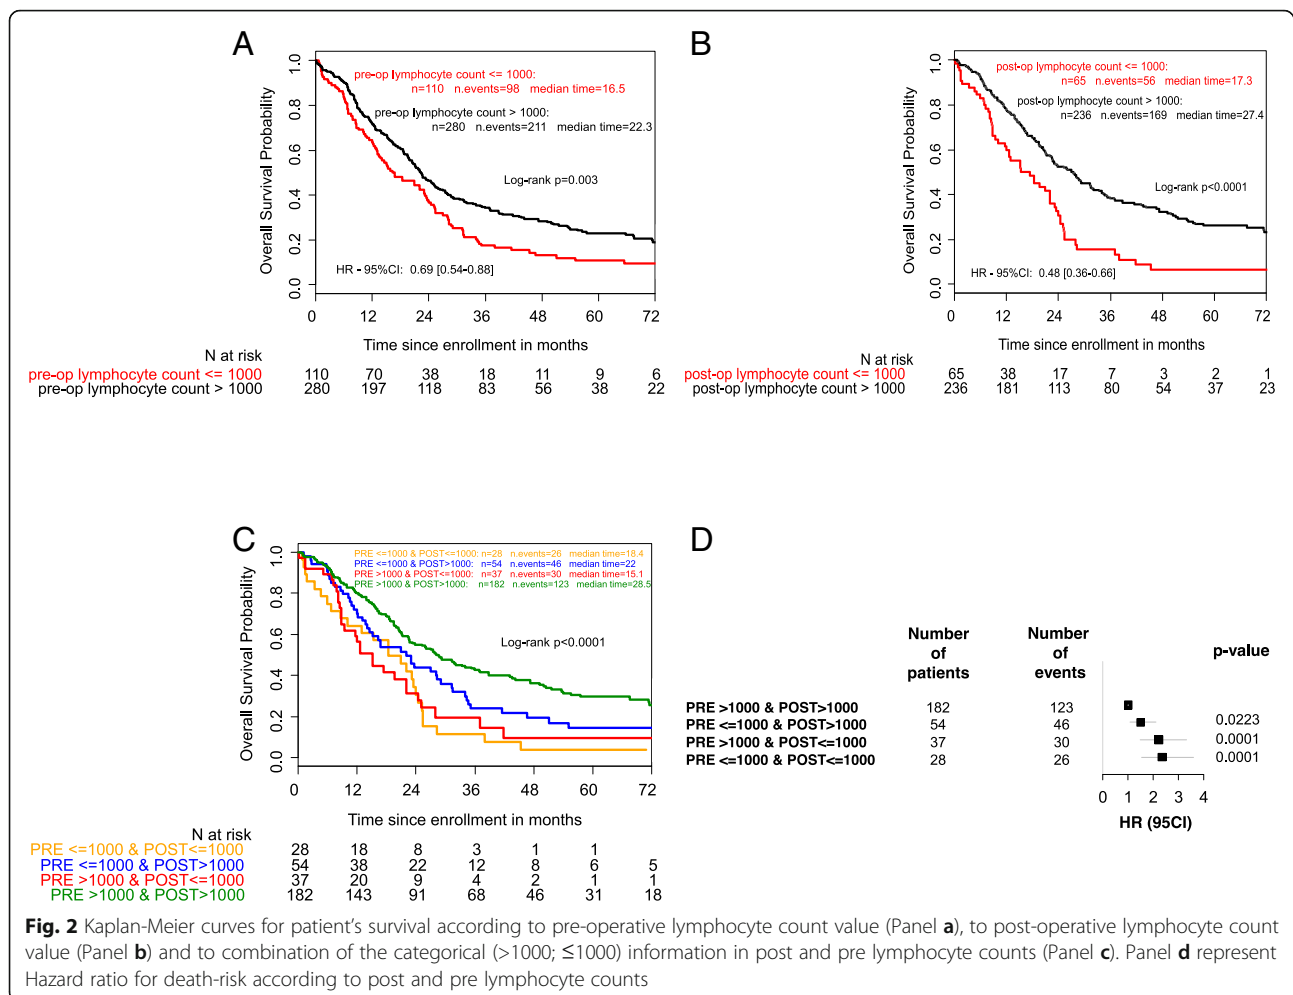 A
pre-op lymphocyte count <= 1000:
n=110 n.events=98 median time=16.5
pre-op lymphocyte count > 1000:
n=280 n.events=211 median time=22.3
Log-rank p=0.003
HR - 95%CI: 0.69 [0.54-0.88]
Overall Survival Probability
1.0
0.8
0.6
0.4
0.2
0.0
0 12 24 36 48 60 72
Time since enrollment in months
N at risk
pre-op lymphocyte count <= 1000 110 70 38 18 11 9 6
pre-op lymphocyte count > 1000 280 197 118 83 56 38 22
B
post-op lymphocyte count <= 1000:
n=65 n.events=56 median time=17.3
post-op lymphocyte count > 1000:
n=236 n.events=169 median time=27.4
Log-rank p<0.0001
HR - 95%CI: 0.48 [0.36-0.66]
Overall Survival Probability
1.0
0.8
0.6
0.4
0.2
0.0
0 12 24 36 48 60 72
Time since enrollment in months
N at risk
post-op lymphocyte count <= 1000 65 38 17 7 3 2 1
post-op lymphocyte count > 1000 236 181 113 80 54 37 23
C
PRE <=1000 & POST<=1000: n=28 n.events=26 median time=18.4
PRE <=1000 & POST>1000: n=54 n.events=46 median time=22
PRE >1000 & POST<=1000: n=37 n.events=30 median time=15.1
PRE >1000 & POST>1000: n=182 n.events=123 median time=28.5
Log-rank p<0.0001
Overall Survival Probability
1.0
0.8
0.6
0.4
0.2
0.0
0 12 24 36 48 60 72
Time since enrollment in months
N at risk
PRE <=1000 & POST<=1000 28 18 8 3 1 1
PRE <=1000 & POST>1000 54 38 22 12 8 6 5
PRE >1000 & POST<=1000 37 20 9 4 2 1 1
PRE >1000 & POST>1000 182 143 91 68 46 31 18
D
Number Number
of of p-value
patients events
PRE >1000 & POST>1000 182 123
PRE <=1000 & POST>1000 54 46 0.0223
PRE >1000 & POST<=1000 37 30 0.0001
PRE <=1000 & POST<=1000 28 26 0.0001
0 1 2 3 4
HR (95CI)
Fig. 2 Kaplan-Meier curves for patient's survival according to pre-operative lymphocyte count value (Panel a), to post-operative lymphocyte count
value (Panel b) and to combination of the categorical (>1000; ≤1000) information in post and pre lymphocyte counts (Panel c). Panel d represent
Hazard ratio for death-risk according to post and pre lymphocyte counts